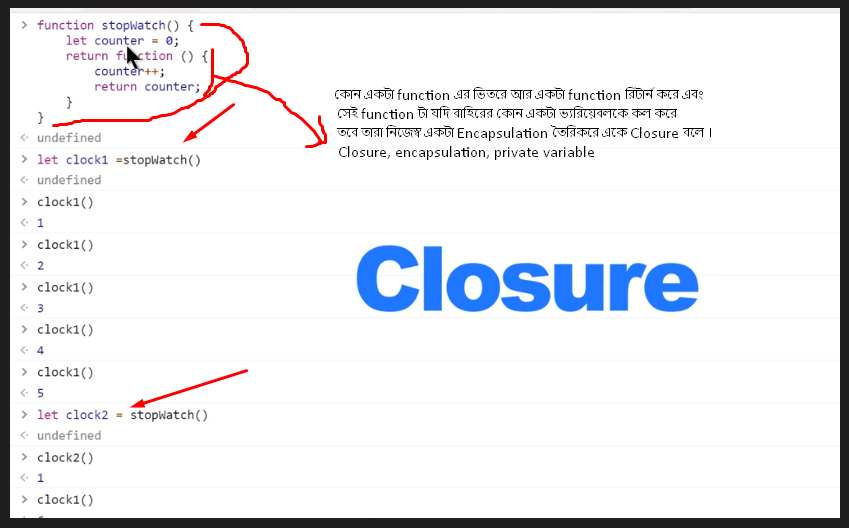 function stopWatch() {
let counter = 0;
return function () {
counter++;
return counter;
}
}
undefined
let clock1 =stopWatch()
undefined
clock1()
1
clock1()
2
clock1()
3
clock1()
4
clock1()
5
let clock2 = stopWatch()
undefined
clock2()
1
clock1()
কোন একটা function এর ভিতরে আর একটা function রিটার্ন করে এবং
সেই function টা যদি বাহিরের কোন একটা ভ্যরিয়েবলকে কল করে
তবে তারা নিজেস্ব একটা Encapsulation তৈরিকরে একে Closure বলে ।
Closure, encapsulation, private variable
Closure